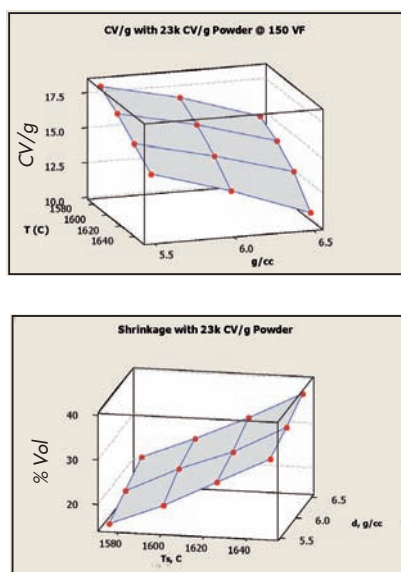 CV/g with 23k CV/g Powder @ 150 VF
17.5
15.0
12.5
10.0
CV/g
1580
1600
1620
1640
T (C)
5.5
6.0
6.5
g/cc
Shrinkage with 23k CV/g Powder
40
30
20
% Vol
1580
1600
1620
1640
Ts, C
6.5
6.0
5.5
d, g/cc